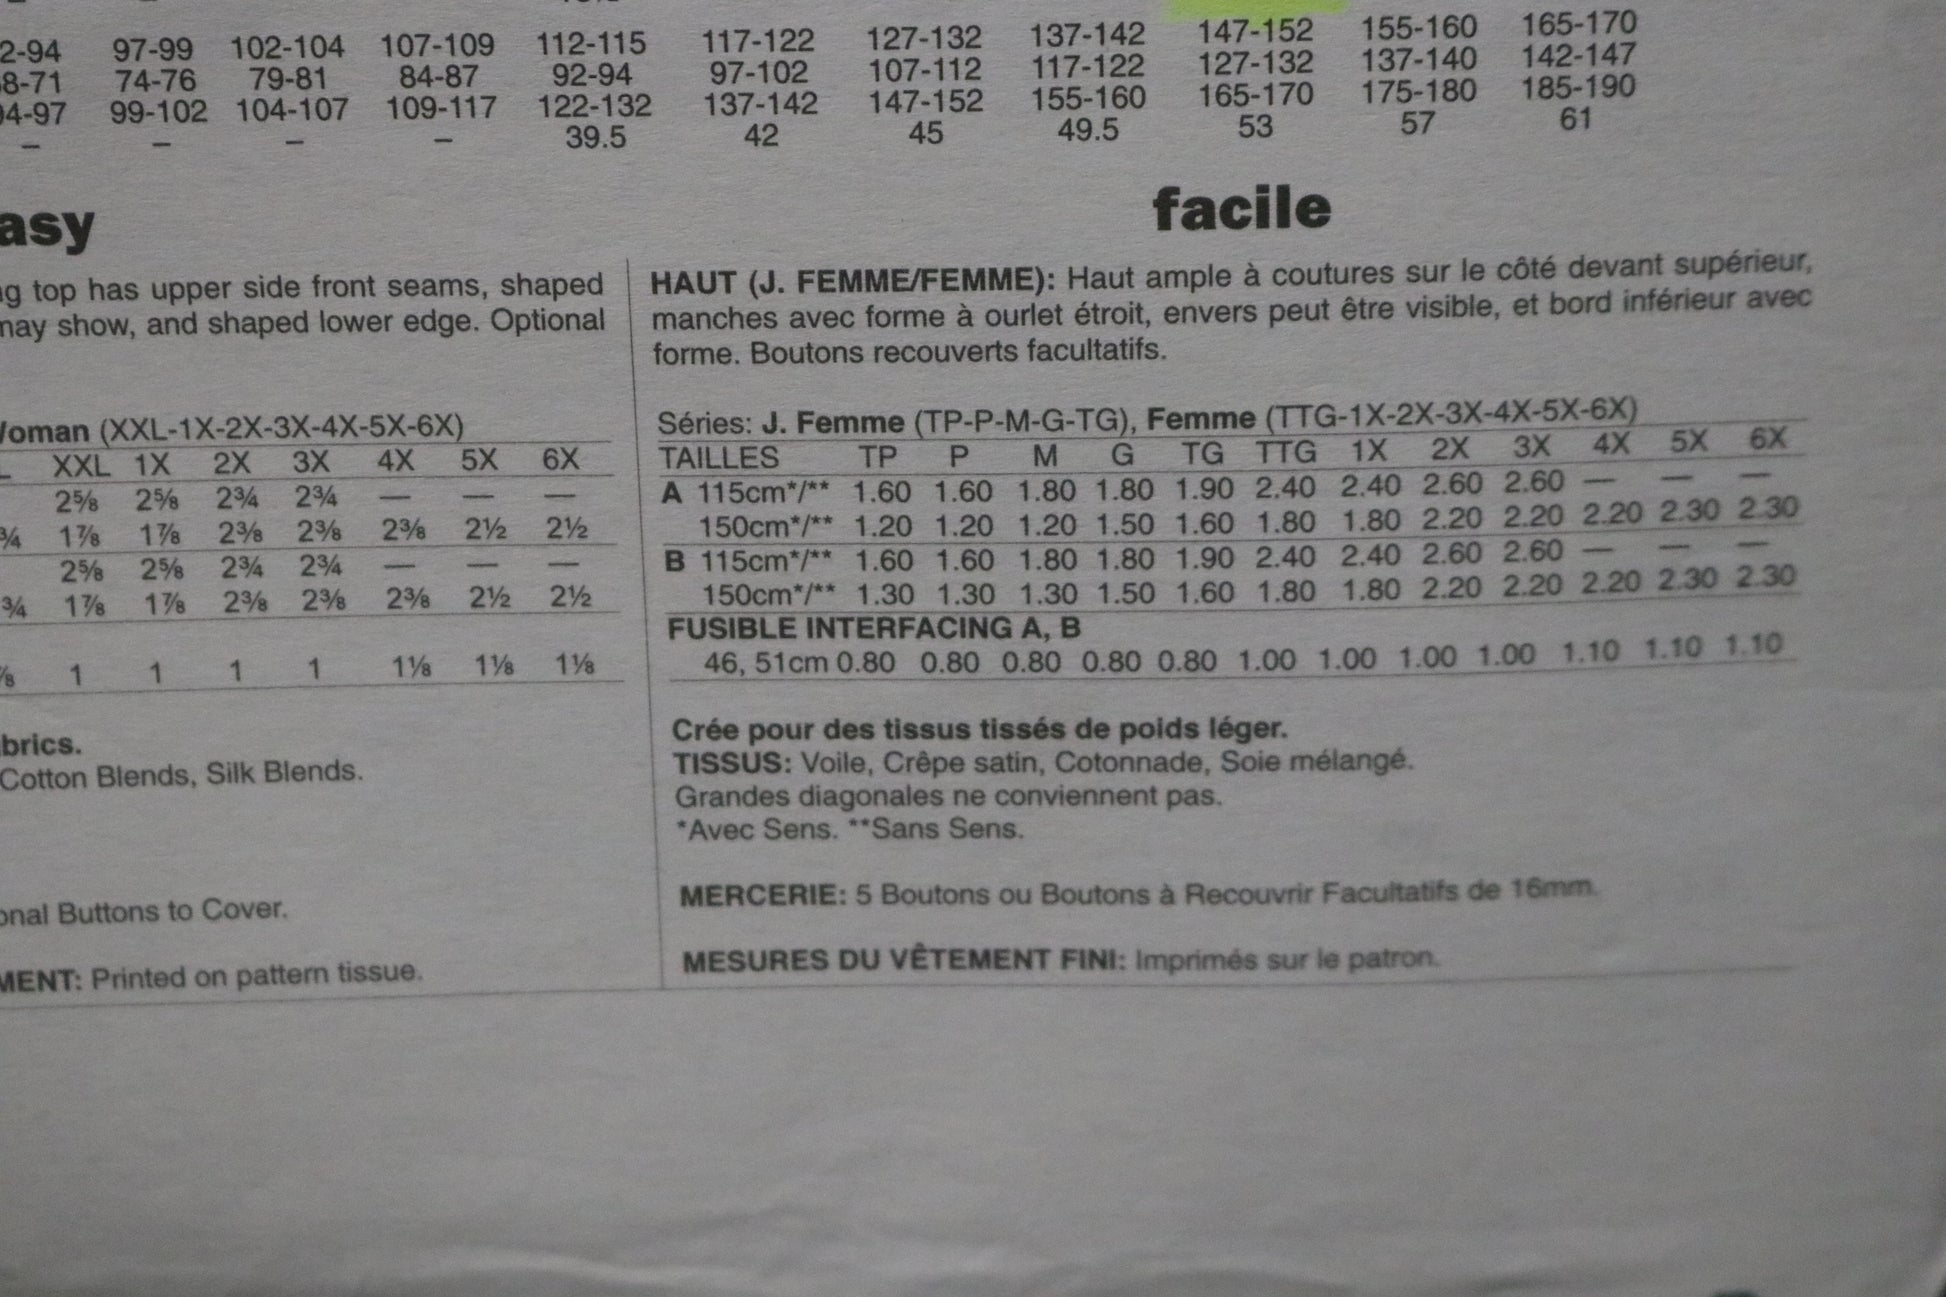 2-94 97-99 102-104 107-109 112-115 117-122 127-132 137-142 147-152 155-160 165-170
8-71 74-76 79-81 84-87 92-94 97-102 107-112 117-122 127-132 137-140 142-147
94-97 99-102 104-107 109-117 122-132 137-142 147-152 155-160 165-170 175-180 185-190
– – – – 39.5 42 45 49.5 53 57 61
asy
ng top has upper side front seams, shaped
may show, and shaped lower edge. Optional
Woman (XXL-1X-2X-3X-4X-5X-6X)
L XXL 1X 2X 3X 4X 5X 6X
2⅝ 2⅝ 2¾ 2¾ — — —
¾ 1⅞ 1⅞ 2⅜ 2⅜ 2⅜ 2½ 2½
2⅝ 2⅝ 2¾ 2¾ — — —
¾ 1⅞ 1⅞ 2⅜ 2⅜ 2⅜ 2½ 2½
⅞ 1 1 1 1 1⅛ 1⅛ 1⅛
brics.
Cotton Blends, Silk Blends.
onal Buttons to Cover.
MENT: Printed on pattern tissue.
facile
HAUT (J. FEMME/FEMME): Haut ample à coutures sur le côté devant supérieur,
manches avec forme à ourlet étroit, envers peut être visible, et bord inférieur avec
forme. Boutons recouverts facultatifs.
Séries: J. Femme (TP-P-M-G-TG), Femme (TTG-1X-2X-3X-4X-5X-6X)
TAILLES TP P M G TG TTG 1X 2X 3X 4X 5X 6X
A 115cm*/** 1.60 1.60 1.80 1.80 1.90 2.40 2.40 2.60 2.60 — — —
150cm*/** 1.20 1.20 1.20 1.50 1.60 1.80 1.80 2.20 2.20 2.20 2.30 2.30
B 115cm*/** 1.60 1.60 1.80 1.80 1.90 2.40 2.40 2.60 2.60 — — —
150cm*/** 1.30 1.30 1.30 1.50 1.60 1.80 1.80 2.20 2.20 2.20 2.30 2.30
FUSIBLE INTERFACING A, B
46, 51cm 0.80 0.80 0.80 0.80 0.80 1.00 1.00 1.00 1.00 1.10 1.10 1.10
Crée pour des tissus tissés de poids léger.
TISSUS: Voile, Crêpe satin, Cotonnade, Soie mélangé.
Grandes diagonales ne conviennent pas.
*Avec Sens. **Sans Sens.
MERCERIE: 5 Boutons ou Boutons à Recouvrir Facultatifs de 16mm.
MESURES DU VÊTEMENT FINI: Imprimés sur le patron.